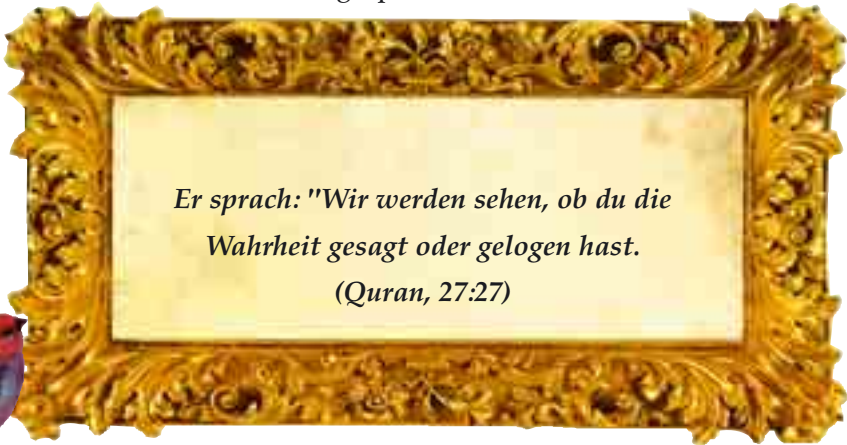 Er sprach: "Wir werden sehen, ob du die
Wahrheit gesagt oder gelogen hast.
(Quran, 27:27)